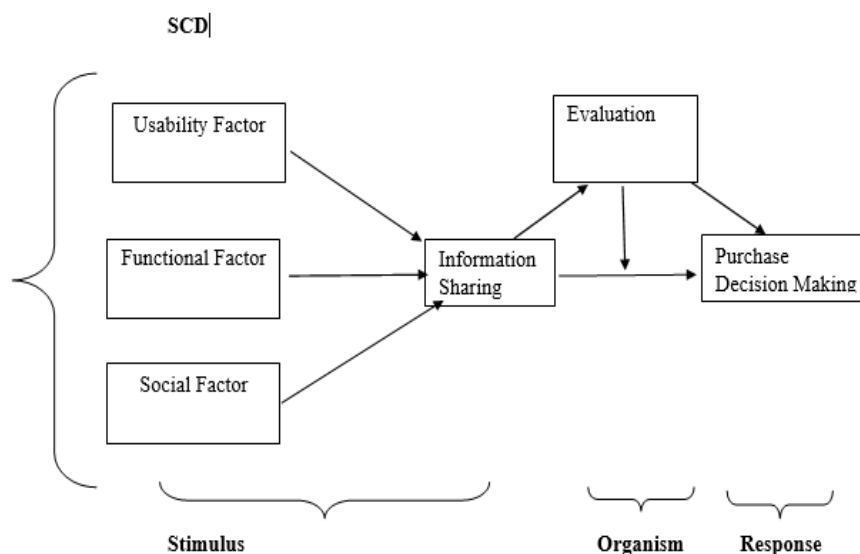 SCD
Usability Factor
Evaluation
Functional Factor
Information
Sharing
Purchase
Decision Making
Social Factor
Stimulus
Organism
Response